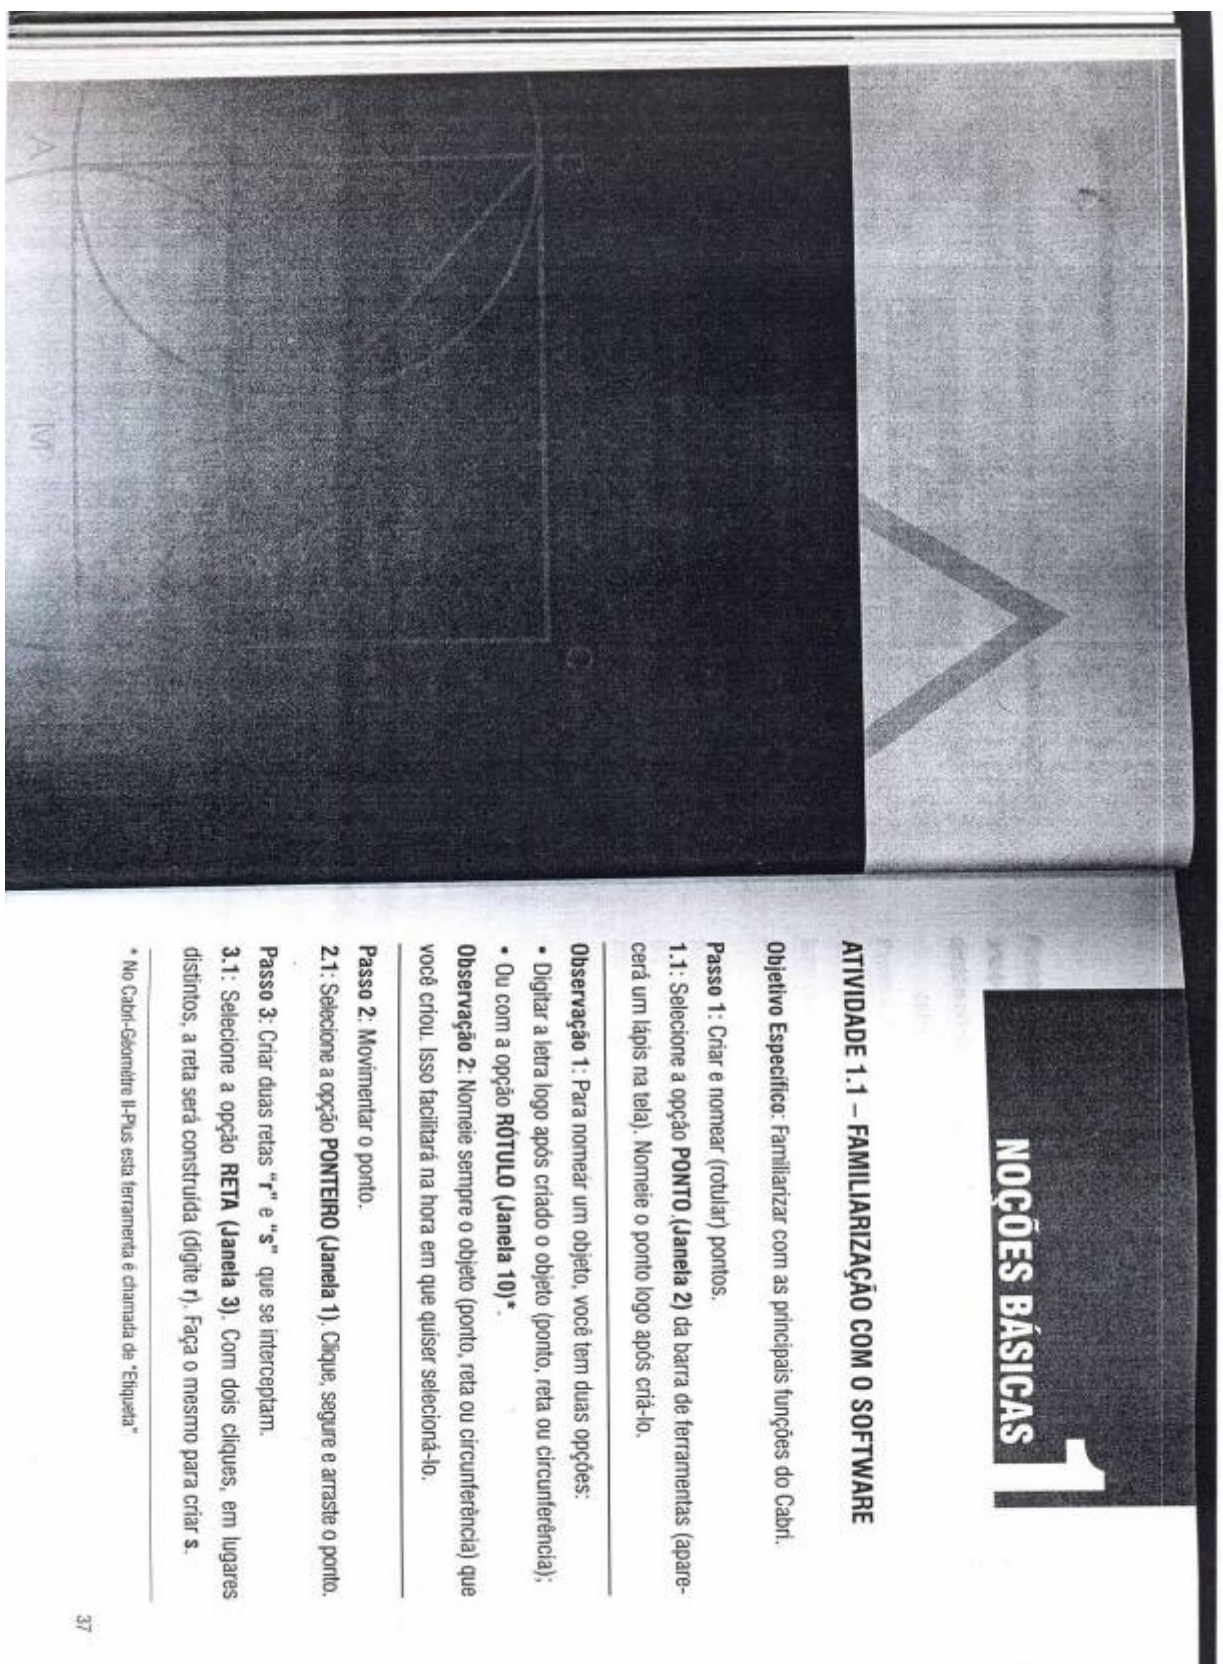 1
NOÇÕES BÁSICAS
ATIVIDADE 1.1 – FAMILIARIZAÇÃO COM O SOFTWARE
Objetivo Específico: Familiarizar com as principais funções do Cabri.
Passo 1: Criar e nomear (rotular) pontos.
1.1: Selecione a opção PONTO (Janela 2) da barra de ferramentas (apare-
cerá um lápis na tela). Nomeie o ponto logo após criá-lo.
Observação 1: Para nomear um objeto, você tem duas opções:
• Digitar a letra logo após criado o objeto (ponto, reta ou circunferência);
• Ou com a opção RÓTULO (Janela 10)*.
Observação 2: Nomeie sempre o objeto (ponto, reta ou circunferência) que
você criou. Isso facilitará na hora em que quiser selecioná-lo.
Passo 2: Movimentar o ponto.
2.1: Selecione a opção PONTEIRO (Janela 1). Clique, segure e arraste o ponto.
Passo 3: Criar duas retas "r" e "s" que se interceptam.
3.1: Selecione a opção RETA (Janela 3). Com dois cliques, em lugares
distintos, a reta será construída (digite r). Faça o mesmo para criar s.
* No Cabri-Géomètre II-Plus esta ferramenta é chamada de "Etiqueta"
37
C
A
M